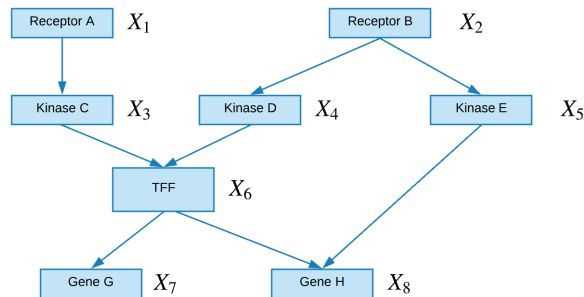 Receptor A X₁ Receptor B X₂
Kinase C X₃ Kinase D X₄ Kinase E X₅
TFF X₆
Gene G X₇ Gene H X₈